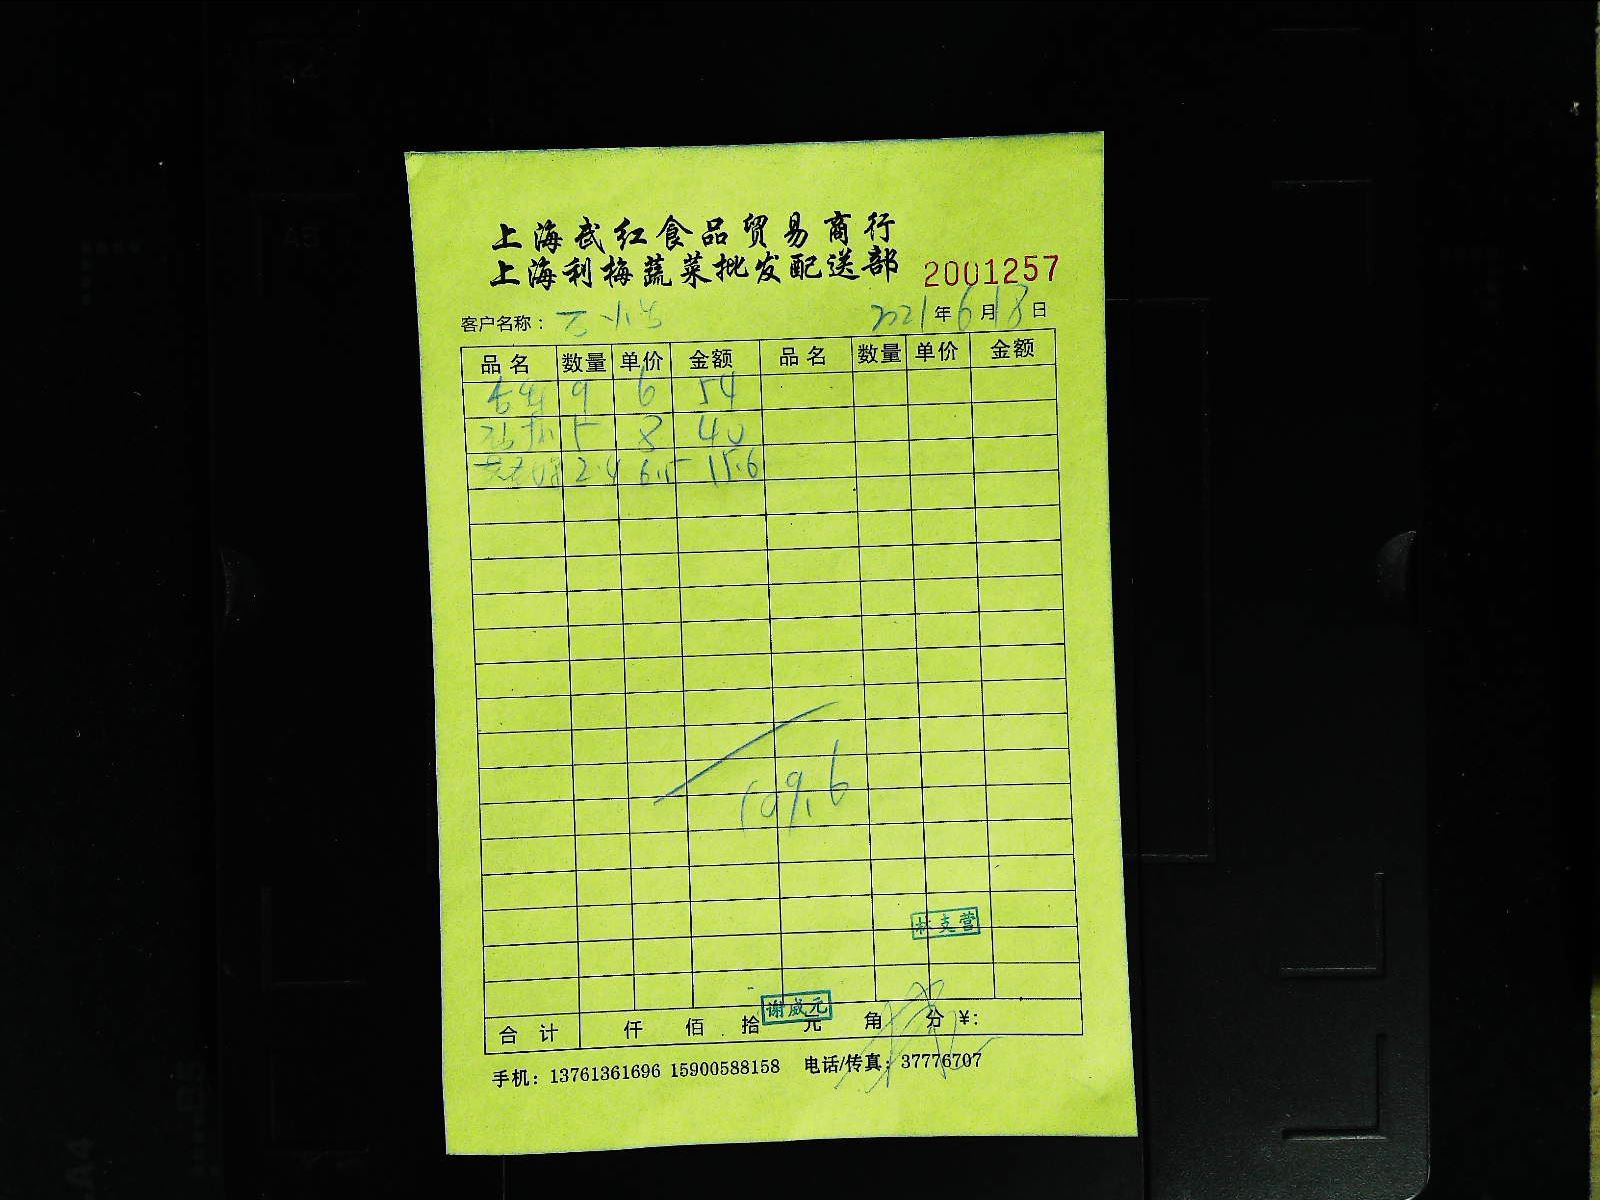 上海武红食品贸易商行
上海利梅蔬菜批发配送部 2001257
客户名称： 2021年6月18日
品名 数量 单价 金额 品名 数量 单价 金额
9 6 54
5 8 40
2.4 6.5 15.6
109.6
林支营
谢威元
合计 仟 佰 拾 元 角 分 ¥:
手机：13761361696 15900588158 电话/传真：37776707